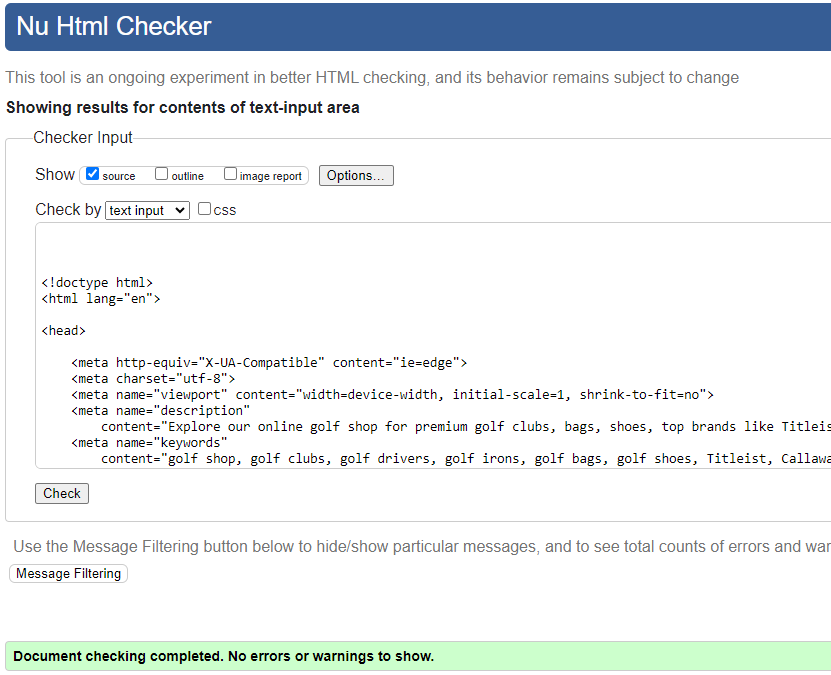 Nu Html Checker
This tool is an ongoing experiment in better HTML checking, and its behavior remains subject to change
Showing results for contents of text-input area
Checker Input
Show source outline image report Options...
Check by text input css
<!doctype html>
<html lang="en">
<head>
<meta http-equiv="X-UA-Compatible" content="ie=edge">
<meta charset="utf-8">
<meta name="viewport" content="width=device-width, initial-scale=1, shrink-to-fit=no">
<meta name="description"
content="Explore our online golf shop for premium golf clubs, bags, shoes, top brands like Titleis
<meta name="keywords"
content="golf shop, golf clubs, golf drivers, golf irons, golf bags, golf shoes, Titleist, Callawa
Check
Use the Message Filtering button below to hide/show particular messages, and to see total counts of errors and war
Message Filtering
Document checking completed. No errors or warnings to show.